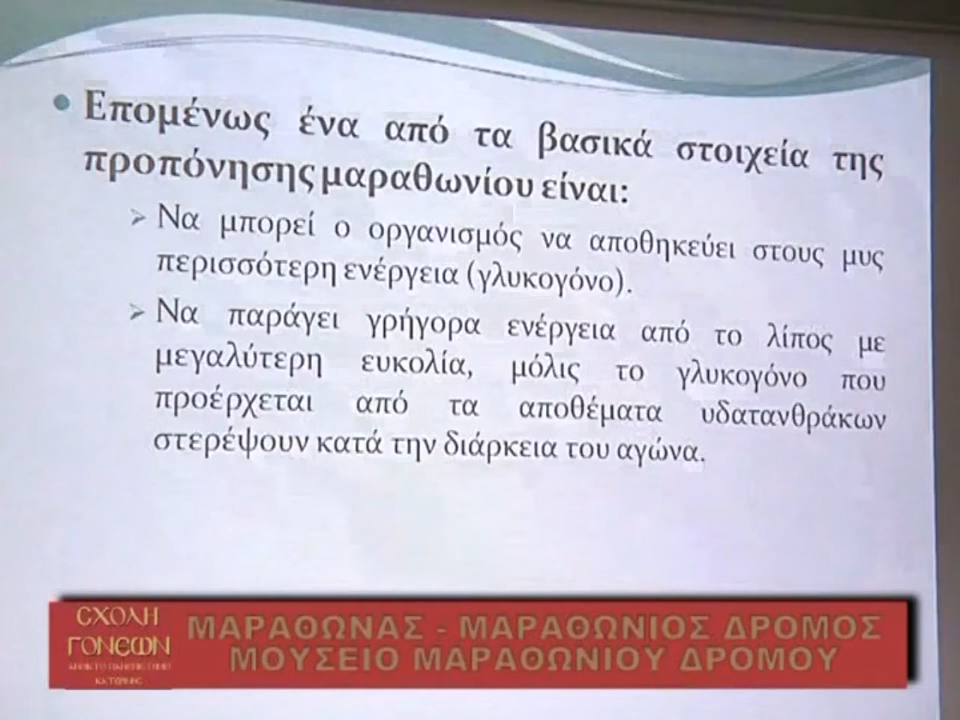 Επομένως ένα από τα βασικά στοιχεία της
προπόνησης μαραθωνίου είναι:
Να μπορεί ο οργανισμός να αποθηκεύει στους μυς
περισσότερη ενέργεια (γλυκογόνο).
Να παράγει γρήγορα ενέργεια από το λίπος με
μεγαλύτερη ευκολία, μόλις το γλυκογόνο που
προέρχεται από τα αποθέματα υδατανθράκων
στερέψουν κατά την διάρκεια του αγώνα.
ΣΧΟΛΗ
ΓΟΝΕΩΝ
ΚΑΤΕΡΙΝΗΣ
ΜΑΡΑΘΩΝΑΣ - ΜΑΡΑΘΩΝΙΟΣ ΔΡΟΜΟΣ
ΜΟΥΣΕΙΟ ΜΑΡΑΘΩΝΙΟΥ ΔΡΟΜΟΥ